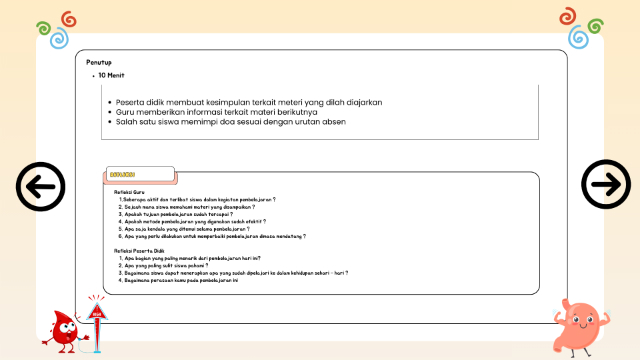 Penutup
• 10 Menit
• Peserta didik membuat kesimpulan terkait meteri yang dilah diajarkan
• Guru memberikan informasi terkait materi berikutnya
• Salah satu siswa memimpi doa sesuai dengan urutan absen
REFLEKSI
Refleksi Guru
1.Seberapa aktif dan terlibat siswa dalam kegiatan pembelajaran ?
2. Sejauh mana siswa memahami materi yang disampaikan ?
3. Apakah tujuan pembelajaran sudah tercapai ?
4. Apakah metode pembelajaran yang digunakan sudah efektif ?
5. Apa saja kendala yang ditemui selama pembelajaran ?
6. Apa yang perlu dilakukan untuk memperbaiki pembelajaran dimasa mendatang ?
Refleksi Peserta Didik
1. Apa bagian yang paling menarik dari pembelajaran hari ini?
2. Apa yang paling sulit siswa pahami ?
3. Bagaimana siswa dapat menerapkan apa yang sudah dipelajari ke dalam kehidupan sehari - hari ?
4. Bagaimana perasaan kamu pada pembelajaran ini